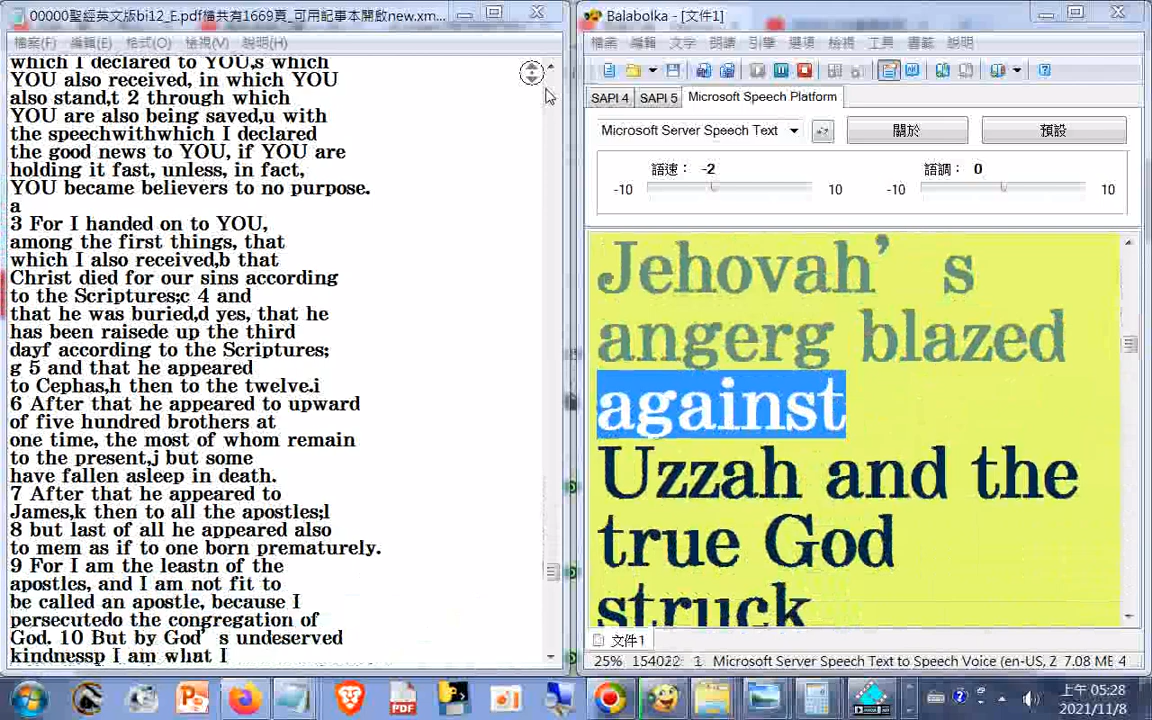 00000聖經英文版bi12_E.pdf檔共有1669頁_可用記事本開啟new.xm...
檔案(F) 編輯(E) 格式(O) 檢視(V) 說明(H)
which I declared to YOU,s which
YOU also received, in which YOU
also stand,t 2 through which
YOU are also being saved,u with
the speechwithwhich I declared
the good news to YOU, if YOU are
holding it fast, unless, in fact,
YOU became believers to no purpose.
a
3 For I handed on to YOU,
among the first things, that
which I also received,b that
Christ died for our sins according
to the Scriptures;c 4 and
that he was buried,d yes, that he
has been raisede up the third
dayf according to the Scriptures;
g 5 and that he appeared
to Cephas,h then to the twelve.i
6 After that he appeared to upward
of five hundred brothers at
one time, the most of whom remain
to the present,j but some
have fallen asleep in death.
7 After that he appeared to
James,k then to all the apostles;l
8 but last of all he appeared also
to mem as if to one born prematurely.
9 For I am the leastn of the
apostles, and I am not fit to
be called an apostle, because I
persecutedo the congregation of
God. 10 But by God’s undeserved
kindnessp I am what I
Balabolka - [文件1]
檔案 編輯 文字 朗讀 引擎 選項 檢視 工具 書籤 說明
SAPI 4 SAPI 5 Microsoft Speech Platform
Microsoft Server Speech Text 關於 預設
語速： -2 語調： 0
-10 10 -10 10
Jehovah’s
angerg blazed
against
Uzzah and the
true God
struck
文件1
25% 154022: 1 Microsoft Server Speech Text to Speech Voice (en-US, 2 7.08 MB 4
PDF
上午 05:28
2021/11/8